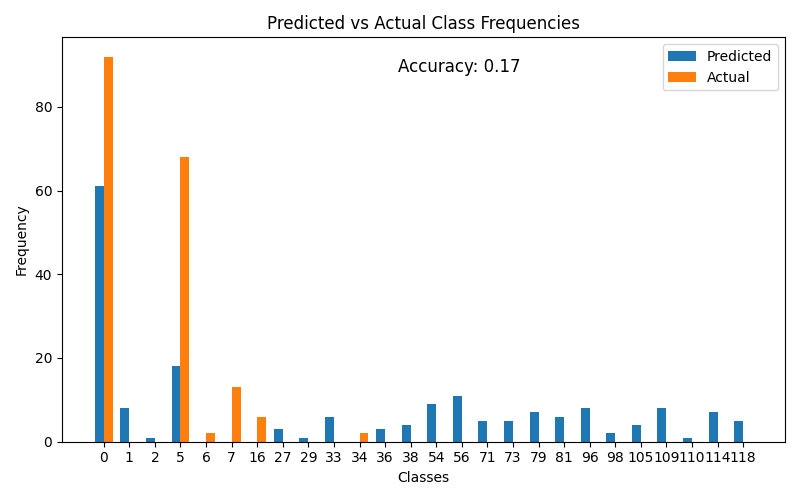 Predicted vs Actual Class Frequencies
Accuracy: 0.17
Predicted
Actual
Frequency
80
60
40
20
0
0 1 2 5 6 7 16 27 29 33 34 36 38 54 56 71 73 79 81 96 98 105 109 110 114 118
Classes